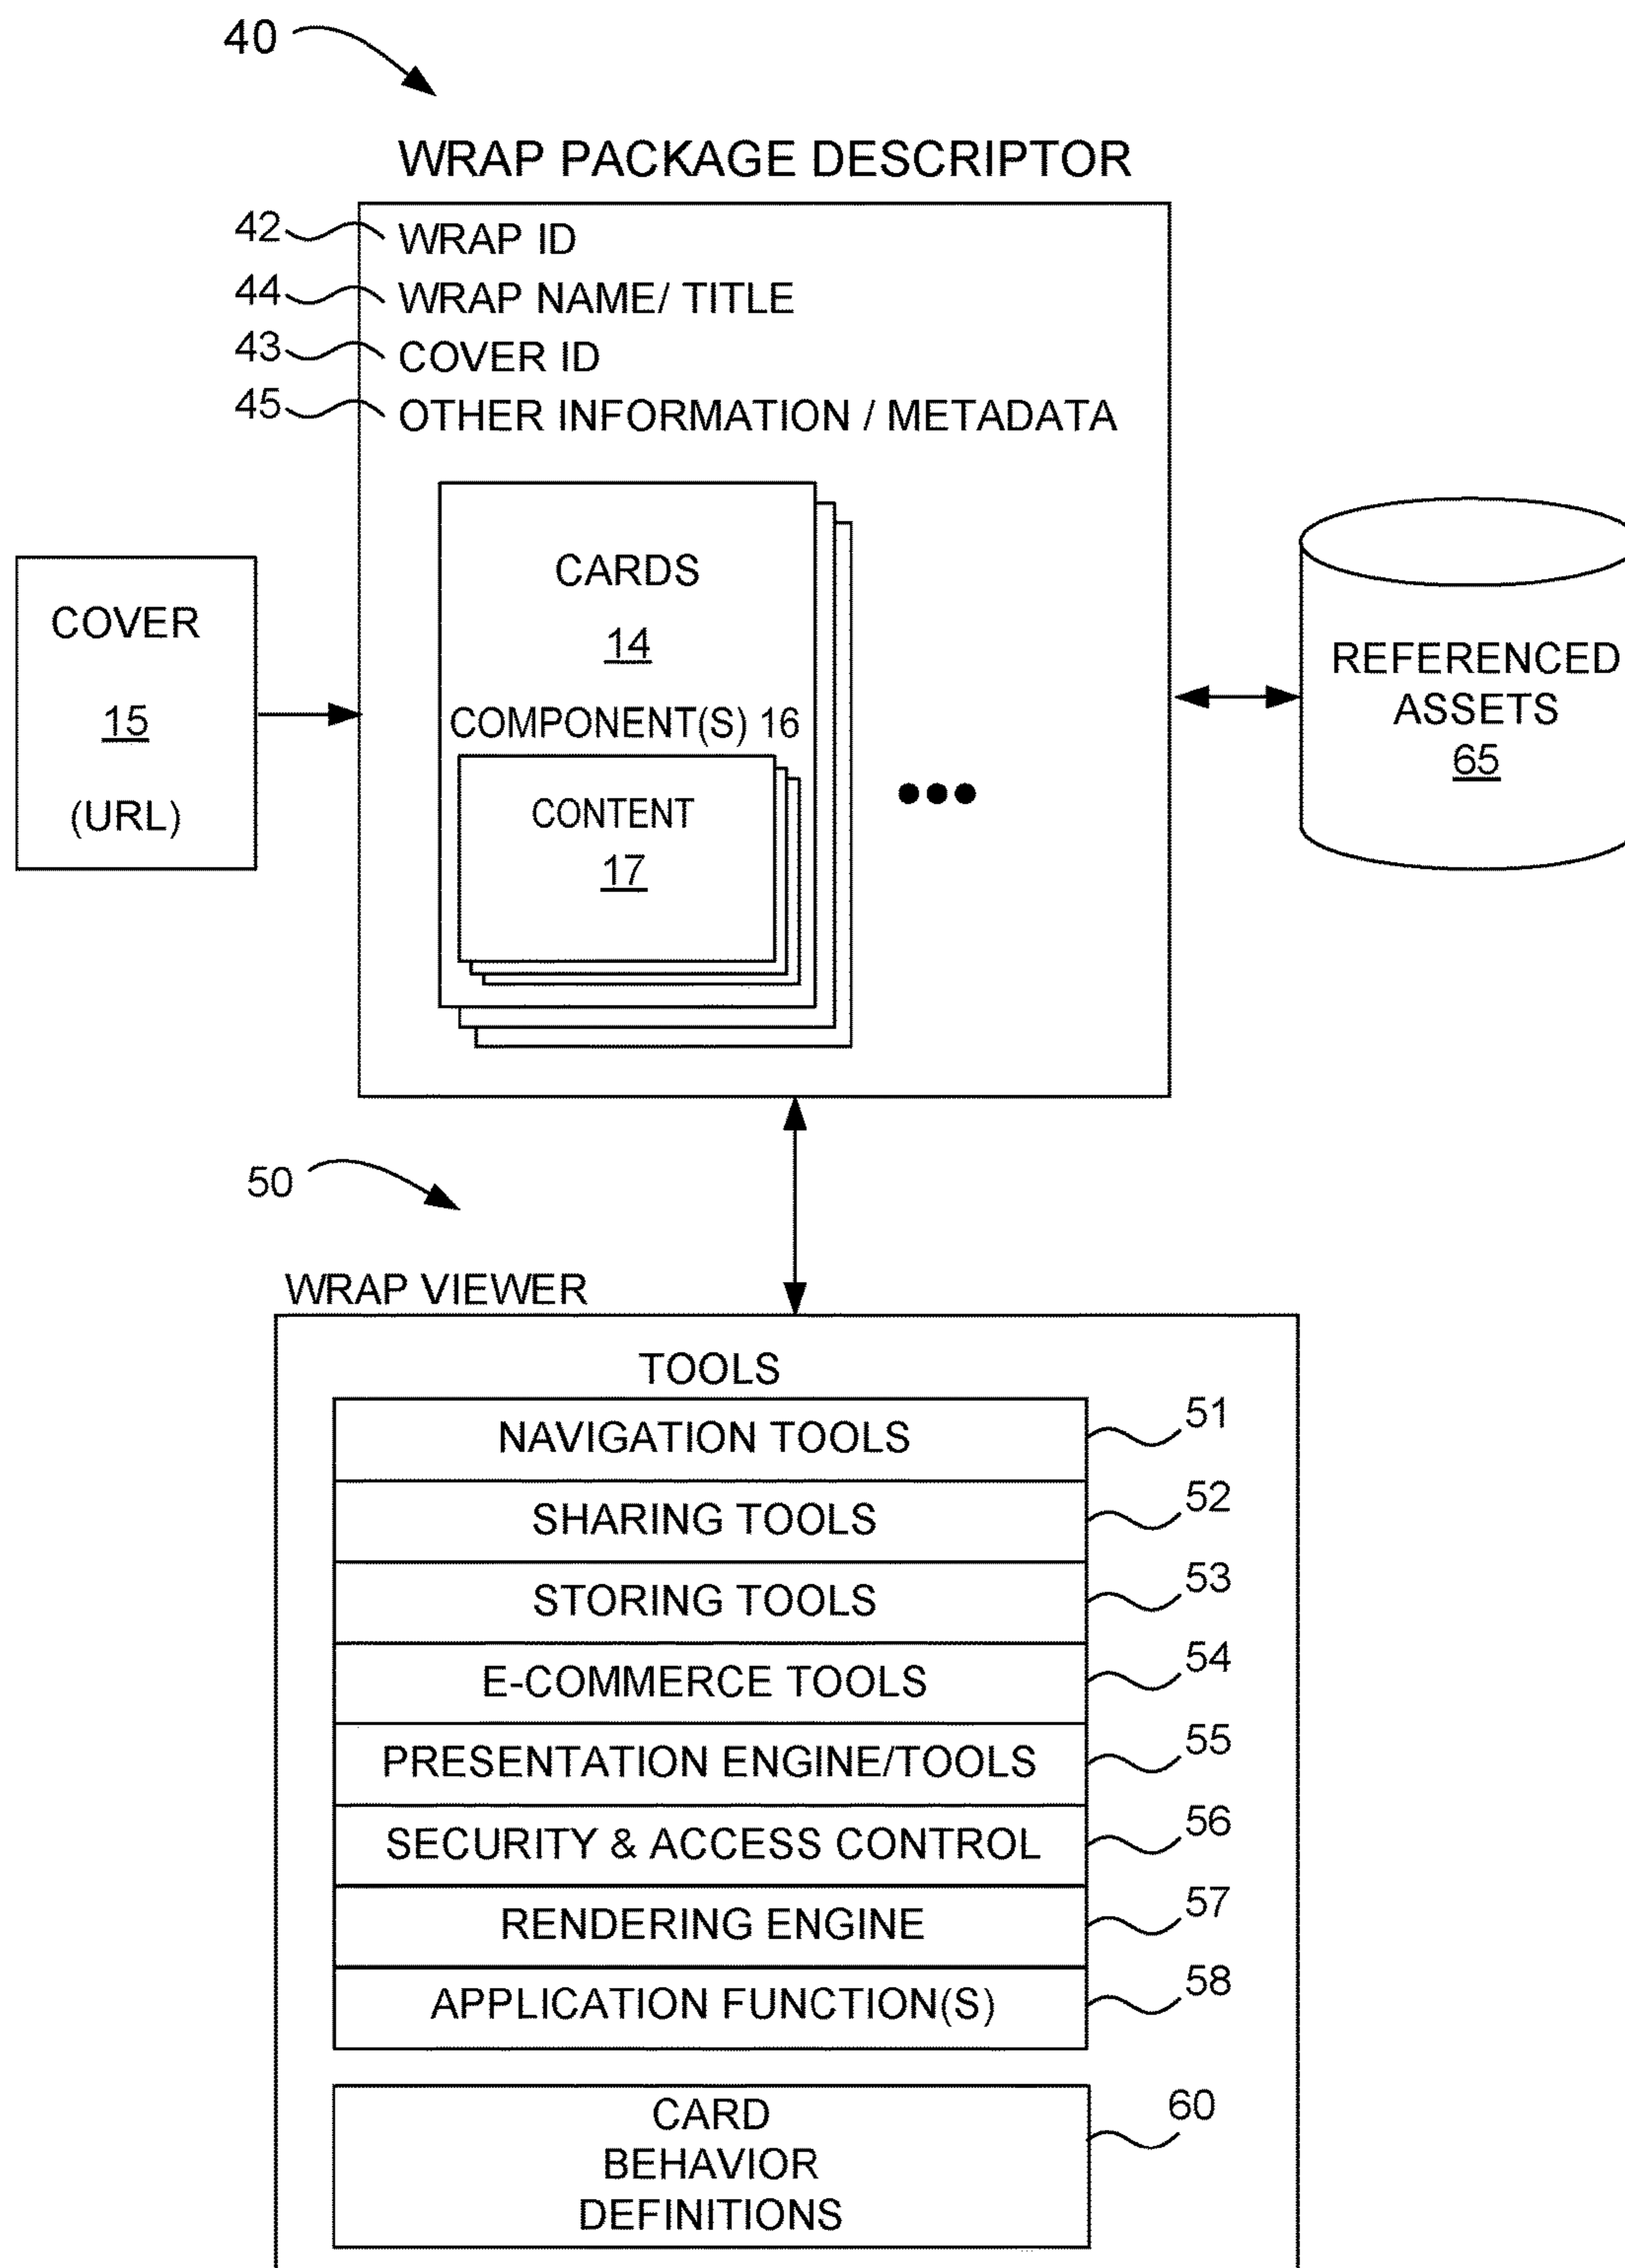 40
WRAP PACKAGE DESCRIPTOR
42 WRAP ID
44 WRAP NAME/ TITLE
43 COVER ID
45 OTHER INFORMATION / METADATA
COVER
15
(URL)
CARDS
14
COMPONENT(S) 16
CONTENT
17
REFERENCED
ASSETS
65
50
WRAP VIEWER
TOOLS
NAVIGATION TOOLS 51
SHARING TOOLS 52
STORING TOOLS 53
E-COMMERCE TOOLS 54
PRESENTATION ENGINE/TOOLS 55
SECURITY & ACCESS CONTROL 56
RENDERING ENGINE 57
APPLICATION FUNCTION(S) 58
CARD 60
BEHAVIOR
DEFINITIONS